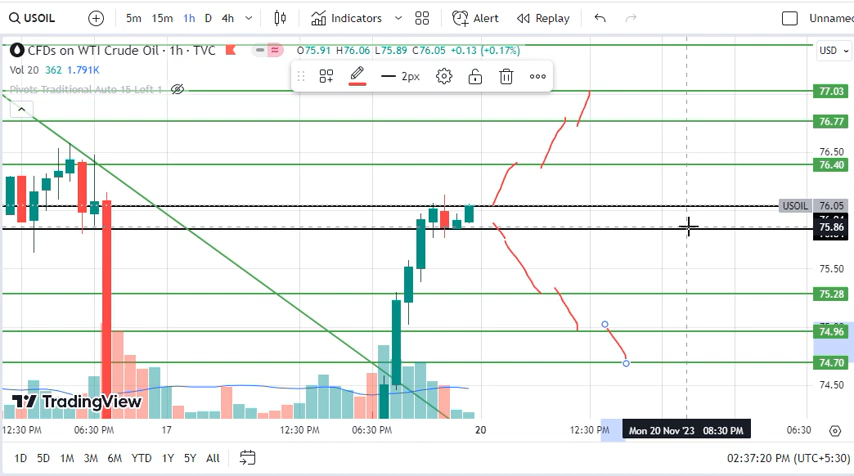 USOIL 5m 15m 1h D 4h Indicators Alert Replay Unnamed
CFDs on WTI Crude Oil · 1h · TVC O75.91 H76.06 L75.89 C76.05 +0.13 (+0.17%) USD
Vol 20 362 1.791K
2px
Pivots Traditional Auto 15 Left 1
77.03
76.77
76.50
76.40
USOIL 76.05
75.86
75.50
75.28
74.96
74.70
74.50
TradingView
12:30 PM 06:30 PM 17 12:30 PM 06:30 PM 20 12:30 PM Mon 20 Nov '23 08:30 PM 06:30
1D 5D 1M 3M 6M YTD 1Y 5Y All 02:37:20 PM (UTC+5:30)